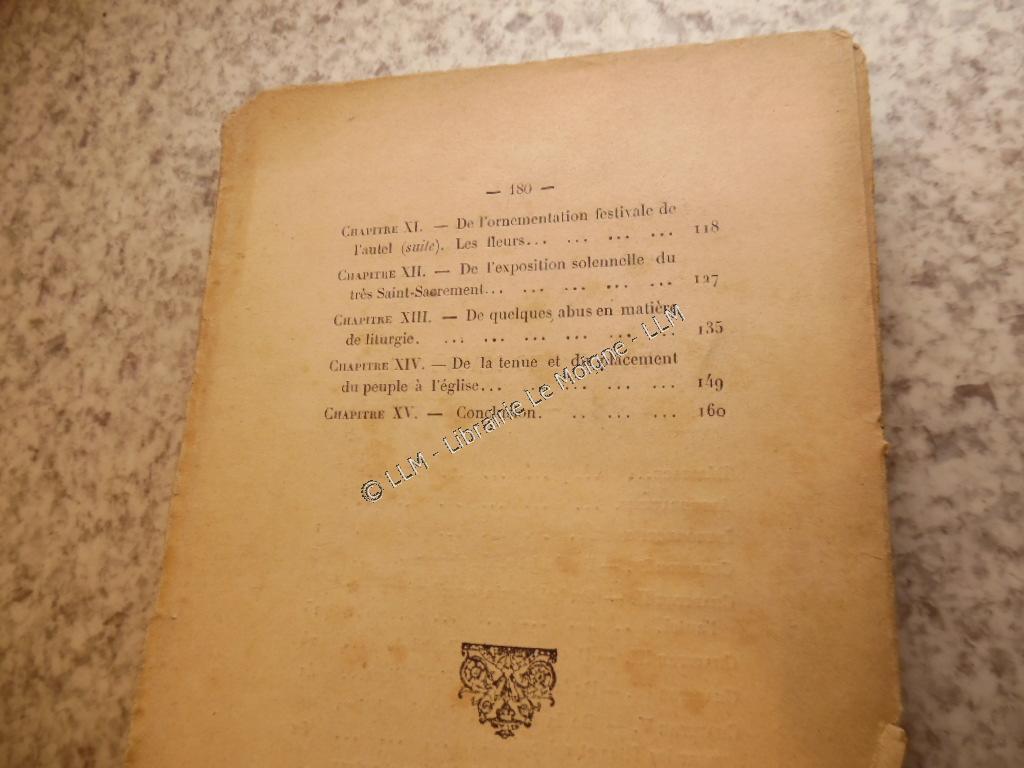 — 180 —
CHAPITRE XI. — De l'ornementation festivale de
l'autel (suite). Les fleurs... ... ... ... 118
CHAPITRE XII. — De l'exposition solennelle du
très Saint-Sacrement... ... ... ... ... 127
CHAPITRE XIII. — De quelques abus en matière
de liturgie. ... ... ... ... ... ... 135
CHAPITRE XIV. — De la tenue et du placement
du peuple à l'église... ... ... ... ... 149
CHAPITRE XV. — Conclusion. ... ... ... 160
© LLM - Librairie Le Moigne - LLM